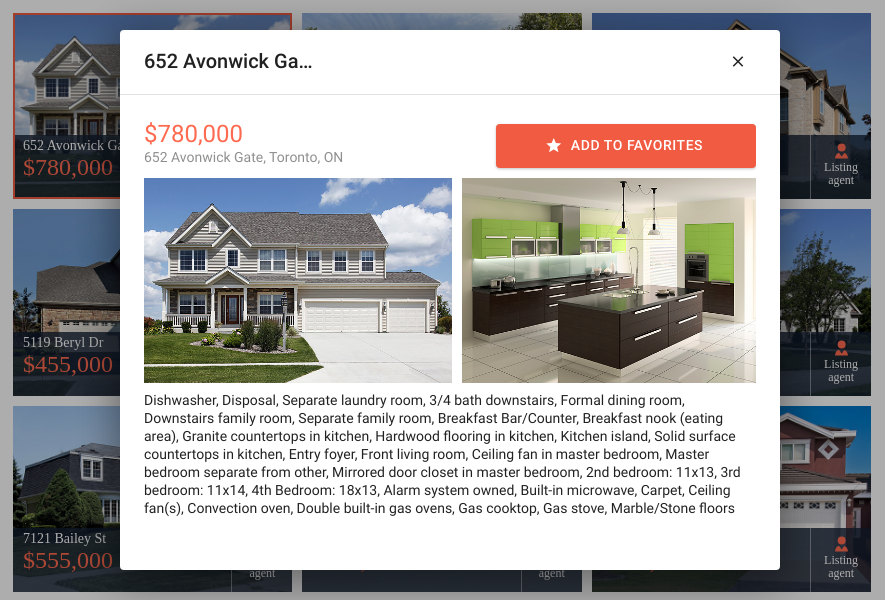 652 Avonwick Ga...
$780,000
652 Avonwick Gate, Toronto, ON
ADD TO FAVORITES
Dishwasher, Disposal, Separate laundry room, 3/4 bath downstairs, Formal dining room,
Downstairs family room, Separate family room, Breakfast Bar/Counter, Breakfast nook (eating
area), Granite countertops in kitchen, Hardwood flooring in kitchen, Kitchen island, Solid surface
countertops in kitchen, Entry foyer, Front living room, Ceiling fan in master bedroom, Master
bedroom separate from other, Mirrored door closet in master bedroom, 2nd bedroom: 11x13, 3rd
bedroom: 11x14, 4th Bedroom: 18x13, Alarm system owned, Built-in microwave, Carpet, Ceiling
fan(s), Convection oven, Double built-in gas ovens, Gas cooktop, Gas stove, Marble/Stone floors
652 Avonwick Ga
$780,000
Listing
agent
5119 Beryl Dr
$455,000
Listing
agent
7121 Bailey St
$555,000
agent
agent
Listing
agent